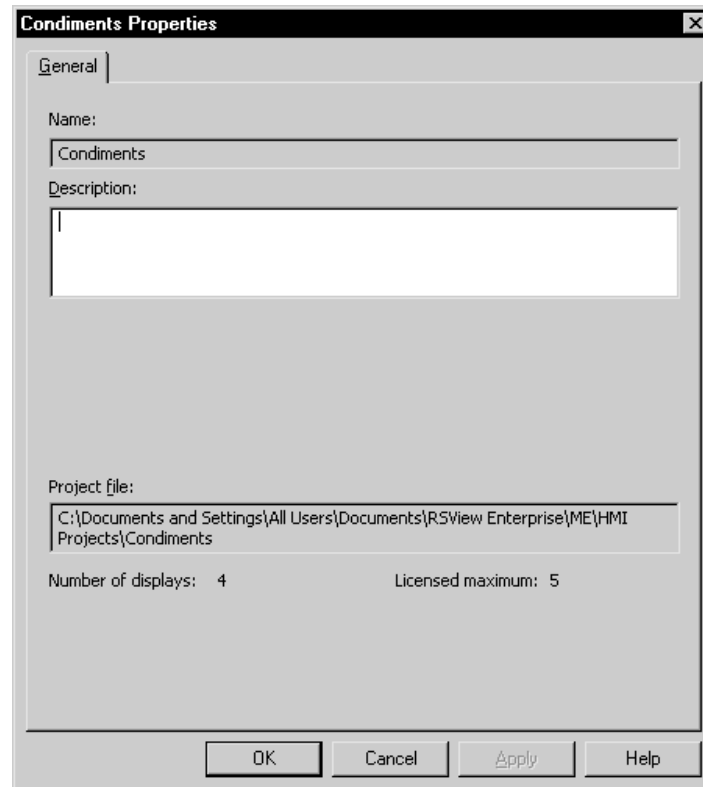 Condiments Properties
General
Name:
Condiments
Description:
Project file:
C:\Documents and Settings\All Users\Documents\RSView Enterprise\ME\HMI
Projects\Condiments
Number of displays: 4 Licensed maximum: 5
OK Cancel Apply Help